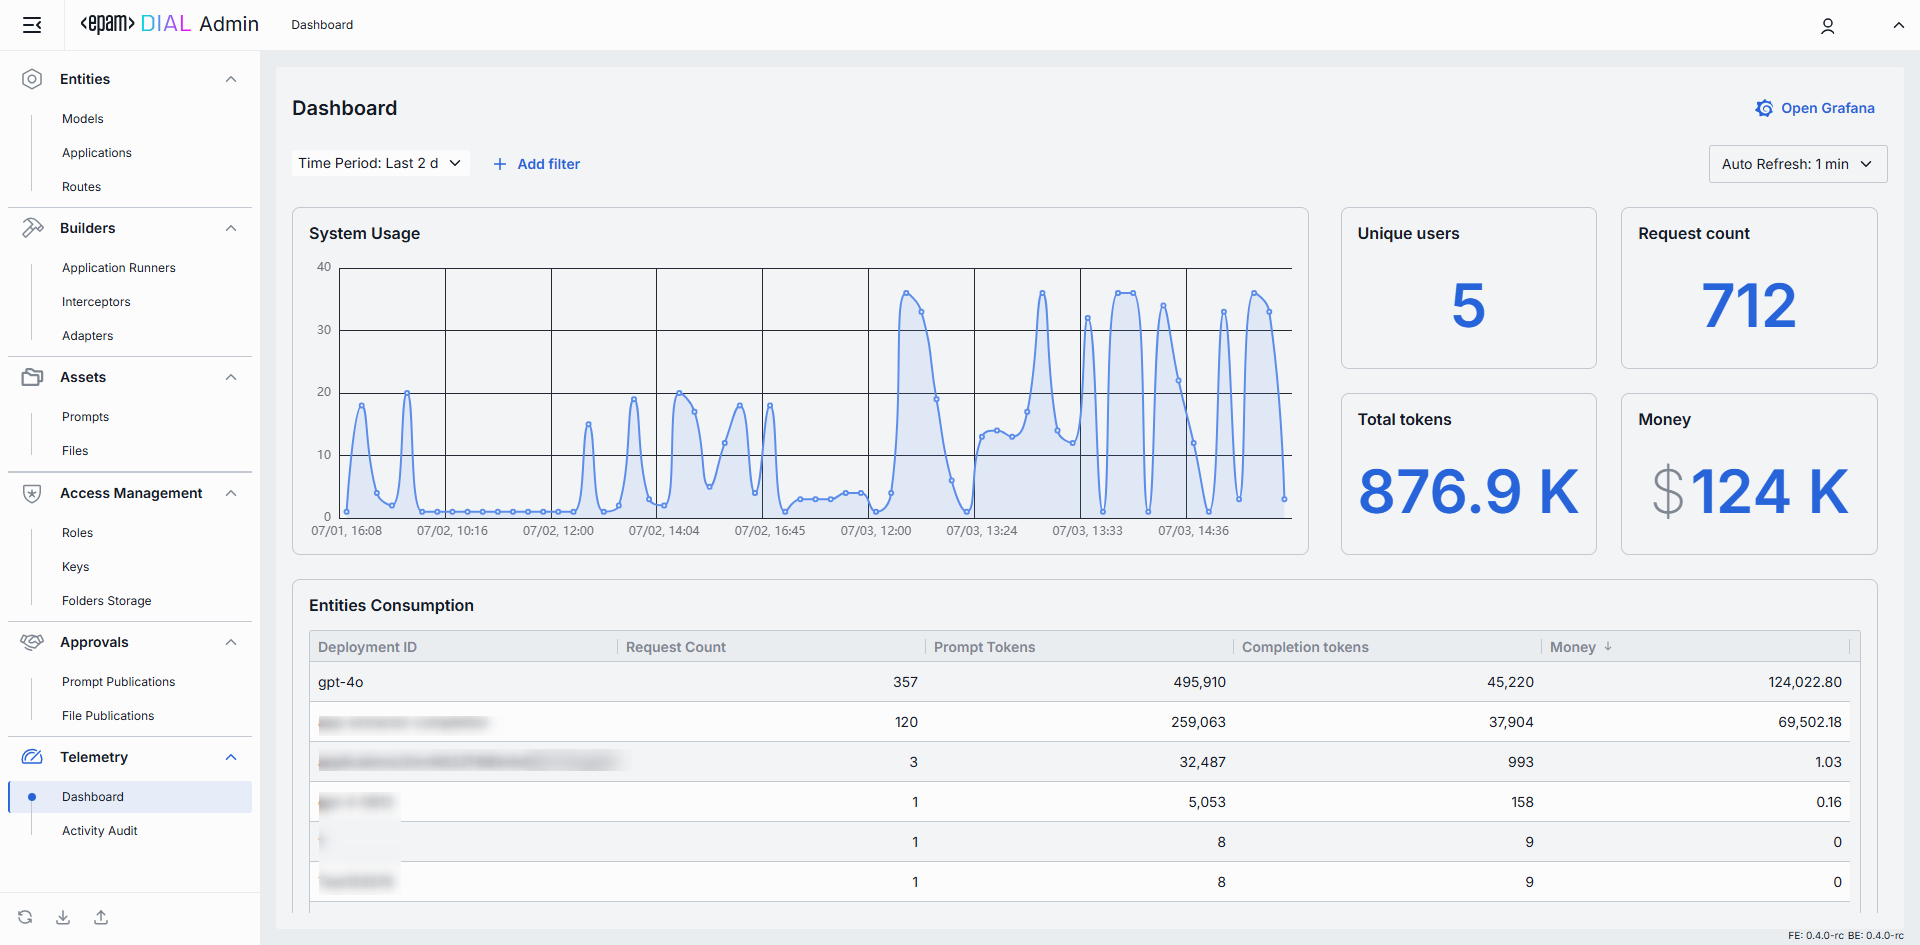 <epam> DIAL Admin
Dashboard
Entities
Models
Applications
Routes
Builders
Application Runners
Interceptors
Adapters
Assets
Prompts
Files
Access Management
Roles
Keys
Folders Storage
Approvals
Prompt Publications
File Publications
Telemetry
Dashboard
Activity Audit
Dashboard
Open Grafana
Time Period: Last 2 d
Add filter
Auto Refresh: 1 min
System Usage
40
30
20
10
0
07/01, 16:08 07/02, 10:16 07/02, 12:00 07/02, 14:04 07/02, 16:45 07/03, 12:00 07/03, 13:24 07/03, 13:33 07/03, 14:36
Unique users
5
Request count
712
Total tokens
876.9 K
Money
$124 K
Entities Consumption
Deployment ID Request Count Prompt Tokens Completion tokens Money
gpt-4o 357 495,910 45,220 124,022.80
120 259,063 37,904 69,502.18
3 32,487 993 1.03
1 5,053 158 0.16
1 8 9 0
1 8 9 0
FE: 0.4.0-rc BE: 0.4.0-rc